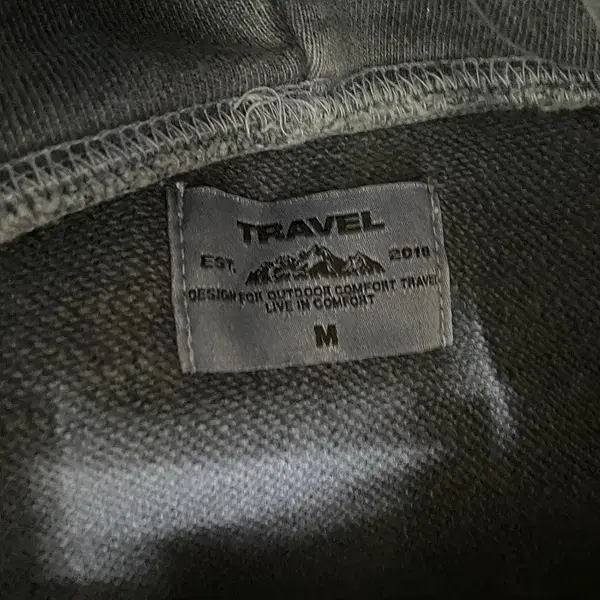 TRAVEL
EST. 2018
DESIGN FOR OUTDOOR COMFORT TRAVEL
LIVE IN COMFORT
M